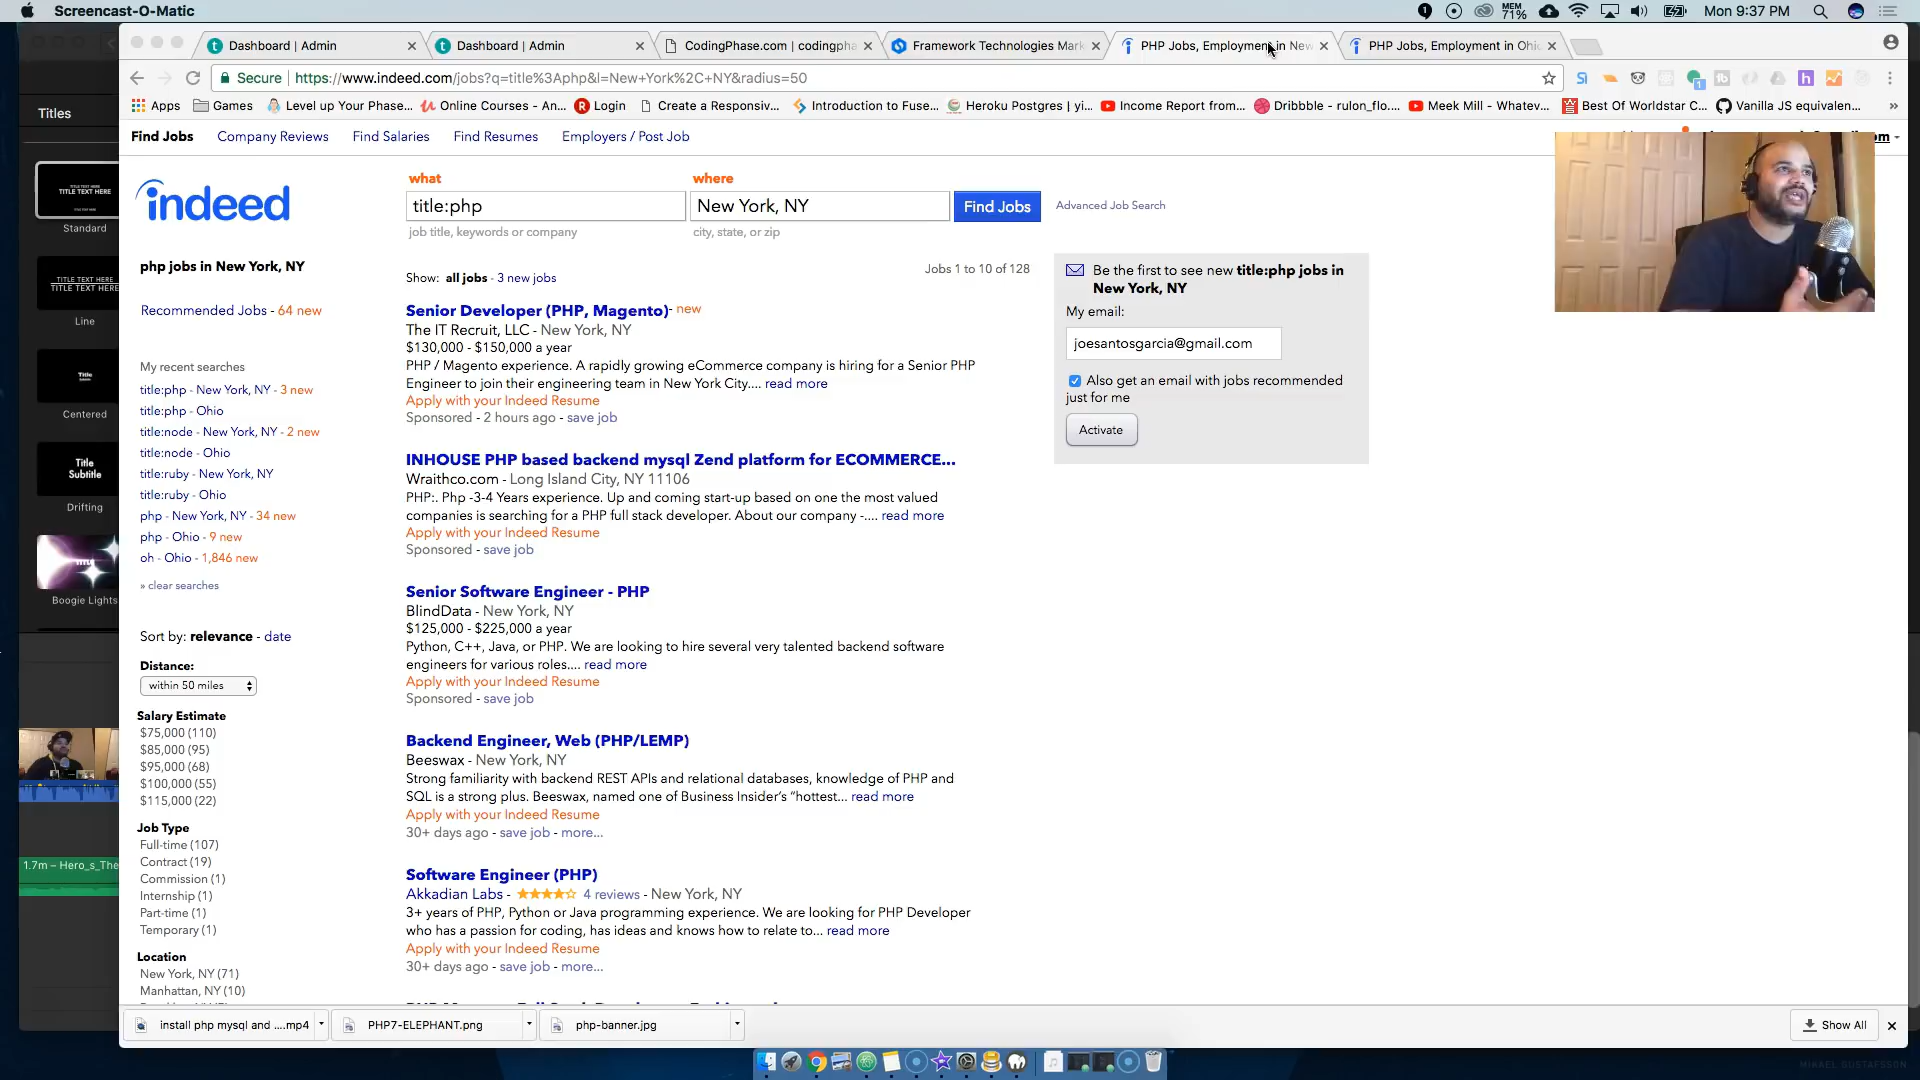 Screencast-O-Matic
MEM
71%
Mon 9:37 PM
Dashboard | Admin
Dashboard | Admin
CodingPhase.com | codingpha
Framework Technologies Mark
PHP Jobs, Employment in New
PHP Jobs, Employment in Ohio
Secure
https://www.indeed.com/jobs?q=title%3Aphp&l=New+York%2C+NY&radius=50
Apps
Games
Level up Your Phase...
Online Courses - An...
Login
Create a Responsiv...
Introduction to Fuse...
Heroku Postgres | yi...
Income Report from...
Dribbble - rulon_flo....
Meek Mill - Whatev...
Best Of Worldstar C...
Vanilla JS equivalen...
Titles
TITLE TEXT HERE
Standard
TITLE TEXT HERE
TITLE TEXT HERE
Line
Title
Centered
Title
Subtitle
Drifting
Boogie Lights
1.7m – Hero_s_The
Find Jobs
Company Reviews
Find Salaries
Find Resumes
Employers / Post Job
om
indeed
what
where
title:php
New York, NY
Find Jobs
Advanced Job Search
job title, keywords or company
city, state, or zip
php jobs in New York, NY
Recommended Jobs - 64 new
My recent searches
title:php - New York, NY - 3 new
title:php - Ohio
title:node - New York, NY - 2 new
title:node - Ohio
title:ruby - New York, NY
title:ruby - Ohio
php - New York, NY - 34 new
php - Ohio - 9 new
oh - Ohio - 1,846 new
» clear searches
Sort by: relevance - date
Distance:
within 50 miles
Salary Estimate
$75,000 (110)
$85,000 (95)
$95,000 (68)
$100,000 (55)
$115,000 (22)
Job Type
Full-time (107)
Contract (19)
Commission (1)
Internship (1)
Part-time (1)
Temporary (1)
Location
New York, NY (71)
Manhattan, NY (10)
Show: all jobs - 3 new jobs
Jobs 1 to 10 of 128
Senior Developer (PHP, Magento) - new
The IT Recruit, LLC - New York, NY
$130,000 - $150,000 a year
PHP / Magento experience. A rapidly growing eCommerce company is hiring for a Senior PHP
Engineer to join their engineering team in New York City.... read more
Apply with your Indeed Resume
Sponsored - 2 hours ago - save job
INHOUSE PHP based backend mysql Zend platform for ECOMMERCE...
Wraithco.com - Long Island City, NY 11106
PHP:. Php -3-4 Years experience. Up and coming start-up based on one the most valued
companies is searching for a PHP full stack developer. About our company -.... read more
Apply with your Indeed Resume
Sponsored - save job
Senior Software Engineer - PHP
BlindData - New York, NY
$125,000 - $225,000 a year
Python, C++, Java, or PHP. We are looking to hire several very talented backend software
engineers for various roles.... read more
Apply with your Indeed Resume
Sponsored - save job
Backend Engineer, Web (PHP/LEMP)
Beeswax - New York, NY
Strong familiarity with backend REST APIs and relational databases, knowledge of PHP and
SQL is a strong plus. Beeswax, named one of Business Insider's “hottest... read more
Apply with your Indeed Resume
30+ days ago - save job - more...
Software Engineer (PHP)
Akkadian Labs - 4 reviews - New York, NY
3+ years of PHP, Python or Java programming experience. We are looking for PHP Developer
who has a passion for coding, has ideas and knows how to relate to... read more
Apply with your Indeed Resume
30+ days ago - save job - more...
Be the first to see new title:php jobs in
New York, NY
My email:
joesantosgarcia@gmail.com
Also get an email with jobs recommended
just for me
Activate
install php mysql and ....mp4
PHP7-ELEPHANT.png
php-banner.jpg
Show All
MIKAEL GUSTAFSSON